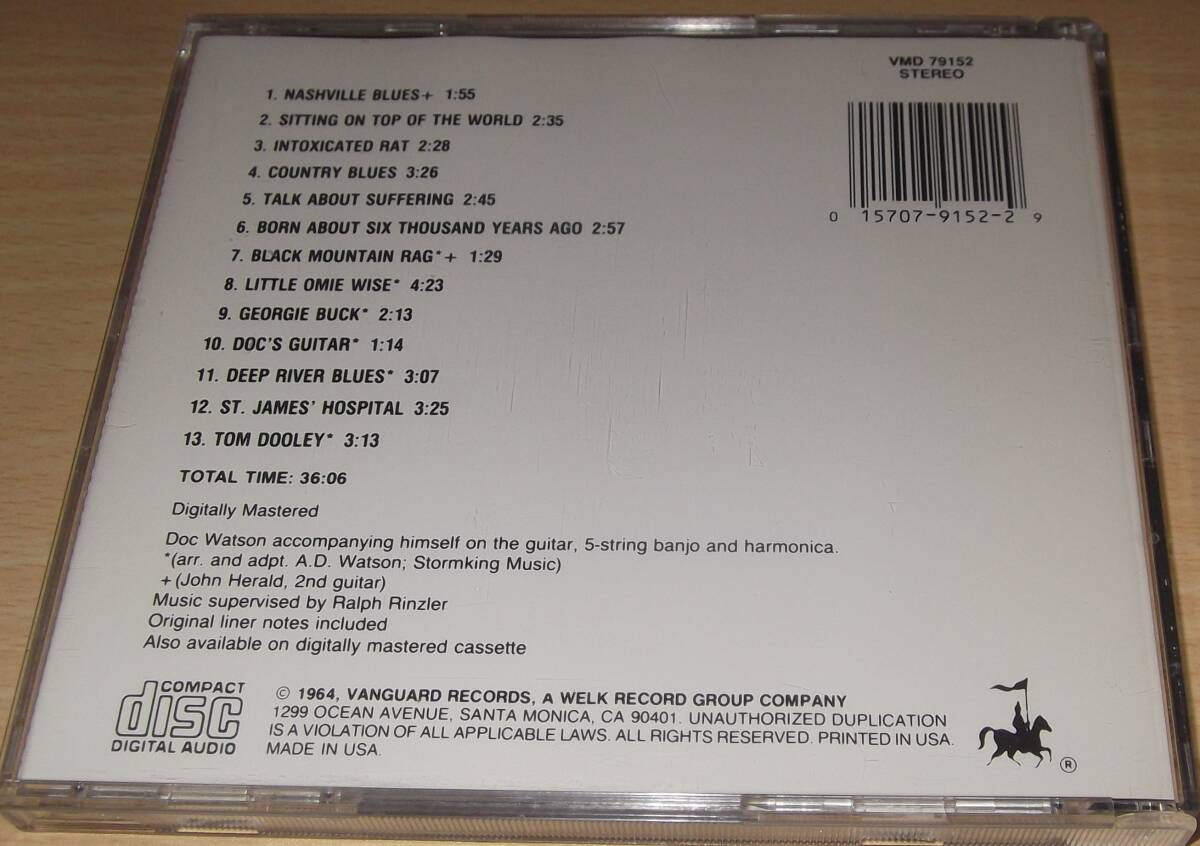 VMD 79152
STEREO
0 15707-9152-2 9
1. NASHVILLE BLUES+ 1:55
2. SITTING ON TOP OF THE WORLD 2:35
3. INTOXICATED RAT 2:28
4. COUNTRY BLUES 3:26
5. TALK ABOUT SUFFERING 2:45
6. BORN ABOUT SIX THOUSAND YEARS AGO 2:57
7. BLACK MOUNTAIN RAG*+ 1:29
8. LITTLE OMIE WISE* 4:23
9. GEORGIE BUCK* 2:13
10. DOC'S GUITAR* 1:14
11. DEEP RIVER BLUES* 3:07
12. ST. JAMES' HOSPITAL 3:25
13. TOM DOOLEY* 3:13
TOTAL TIME: 36:06
Digitally Mastered
Doc Watson accompanying himself on the guitar, 5-string banjo and harmonica.
*(arr. and adpt. A.D. Watson; Stormking Music)
+(John Herald, 2nd guitar)
Music supervised by Ralph Rinzler
Original liner notes included
Also available on digitally mastered cassette
COMPACT
disc
DIGITAL AUDIO
© 1964, VANGUARD RECORDS, A WELK RECORD GROUP COMPANY
1299 OCEAN AVENUE, SANTA MONICA, CA 90401. UNAUTHORIZED DUPLICATION
IS A VIOLATION OF ALL APPLICABLE LAWS. ALL RIGHTS RESERVED. PRINTED IN USA.
MADE IN USA.
®